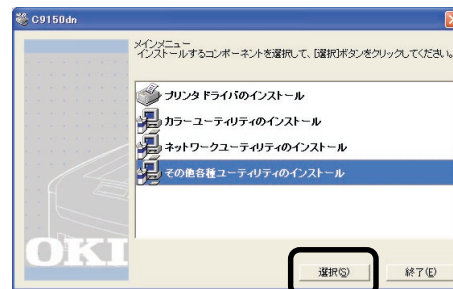 C9150dn
メインメニュー
インストールするコンポーネントを選択して、[選択]ボタンをクリックしてください。
プリンタドライバのインストール
カラーユーティリティのインストール
ネットワークユーティリティのインストール
その他各種ユーティリティのインストール
OKI
選択(S)
終了(E)